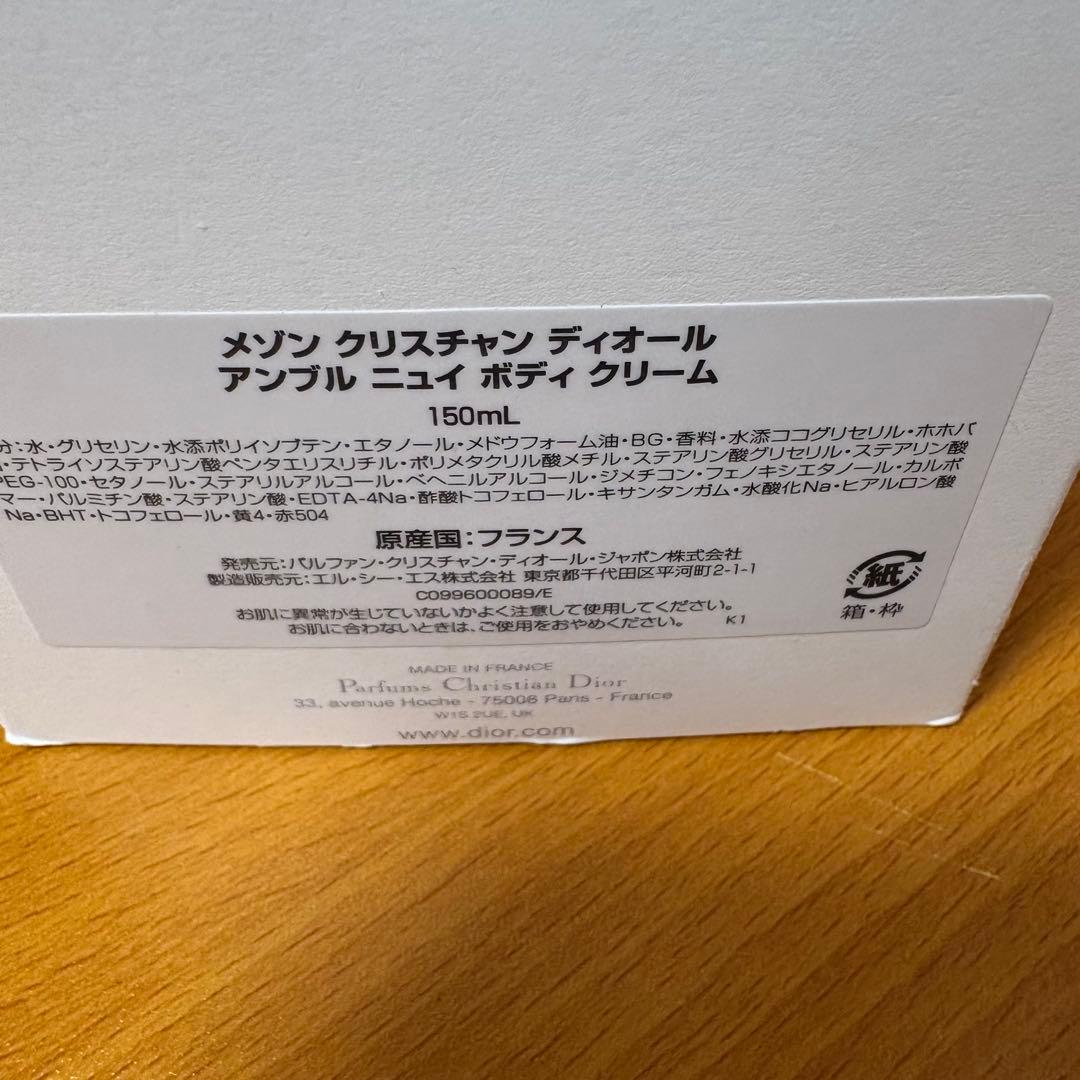 メゾン クリスチャン ディオール
アンブル ニュイ ボディ クリーム
150mL
分:水・グリセリン・水添ポリイソブテン・エタノール・メドウフォーム油・BG・香料・水添ココグリセリル・ホホバ
・テトライソステアリン酸ペンタエリスリチル・ポリメタクリル酸メチル・ステアリン酸グリセリル・ステアリン酸
PEG-100・セタノール・ステアリルアルコール・ベヘニルアルコール・ジメチコン・フェノキシエタノール・カルボ
マー・パルミチン酸・ステアリン酸・EDTA-4Na・酢酸トコフェロール・キサンタンガム・水酸化Na・ヒアルロン酸
Na・BHT・トコフェロール・黄4・赤504
原産国:フランス
発売元:パルファン・クリスチャン・ディオール・ジャポン株式会社
製造販売元:エル・シー・エス株式会社 東京都千代田区平河町2-1-1
C099600089/E
お肌に異常が生じていないかよく注意して使用してください。
お肌に合わないときは、ご使用をおやめください。 K1
紙
箱・枠
MADE IN FRANCE
Parfums Christian Dior
33, avenue Hoche - 75008 Paris - France
W1S 2UE, UK
www.dior.com